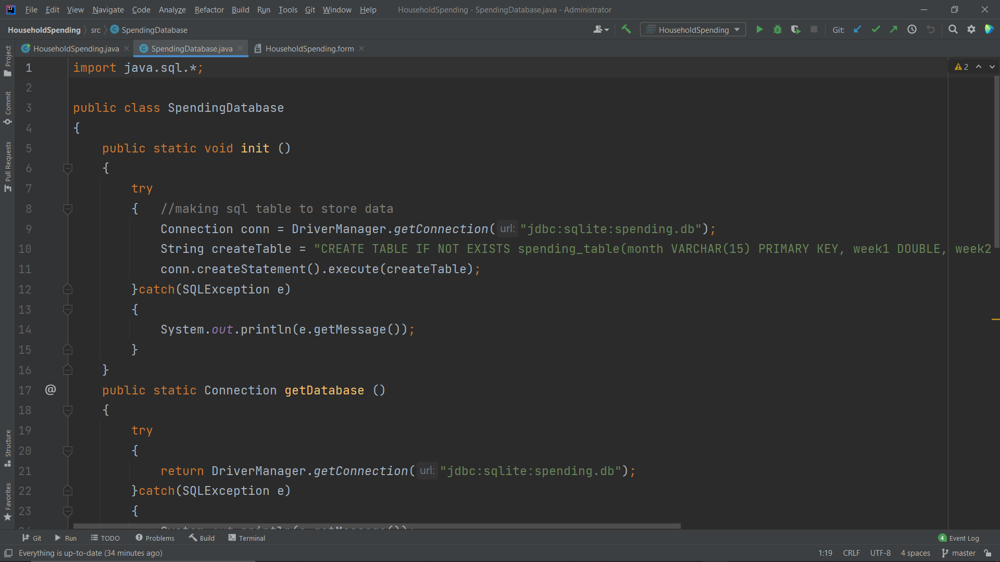 File Edit View Navigate Code Analyze Refactor Build Run Tools Git Window Help HouseholdSpending - SpendingDatabase.java - Administrator
HouseholdSpending src SpendingDatabase HouseholdSpending Git:
HouseholdSpending.java SpendingDatabase.java HouseholdSpending.form
Project
Commit
Pull Requests
Structure
Favorites
2
1 import java.sql.*;
2
3 public class SpendingDatabase
4 {
5 public static void init ()
6 {
7 try
8 { //making sql table to store data
9 Connection conn = DriverManager.getConnection( url: "jdbc:sqlite:spending.db");
10 String createTable = "CREATE TABLE IF NOT EXISTS spending_table(month VARCHAR(15) PRIMARY KEY, week1 DOUBLE, week2
11 conn.createStatement().execute(createTable);
12 }catch(SQLException e)
13 {
14 System.out.println(e.getMessage());
15 }
16 }
17 @ public static Connection getDatabase ()
18 {
19 try
20 {
21 return DriverManager.getConnection( url: "jdbc:sqlite:spending.db");
22 }catch(SQLException e)
23 {
Git Run TODO Problems Build Terminal 4 Event Log
Everything is up-to-date (34 minutes ago) 1:19 CRLF UTF-8 4 spaces master